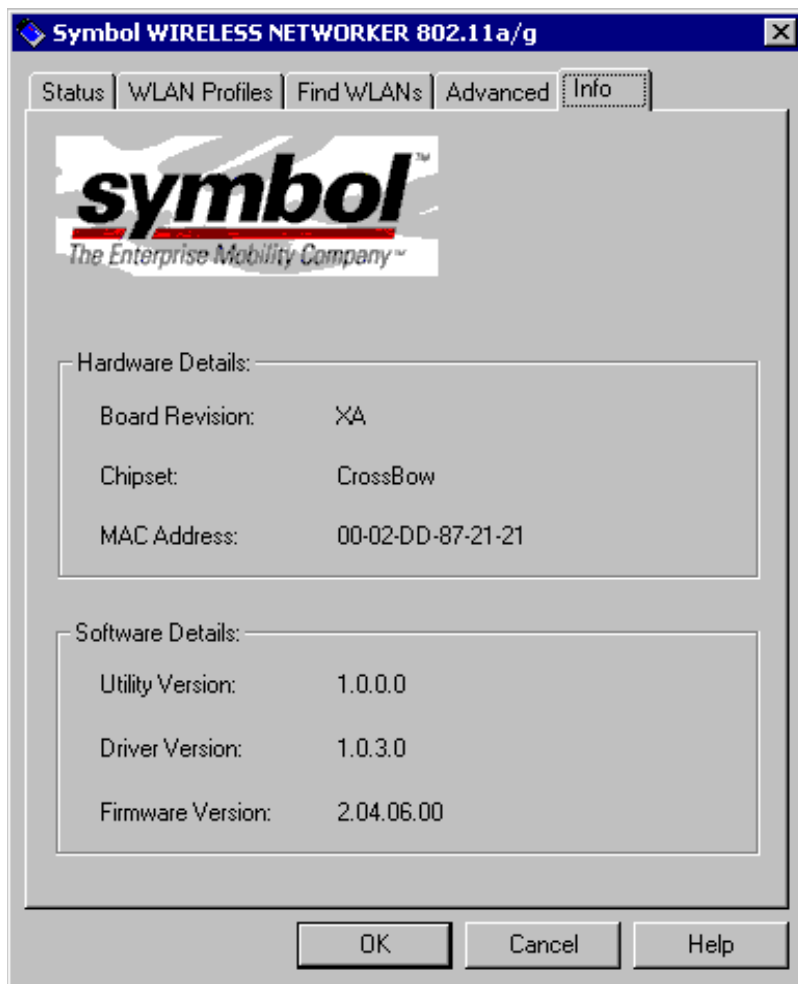 Symbol WIRELESS NETWORKER 802.11a/g
Status WLAN Profiles Find WLANs Advanced Info
symbol™
The Enterprise Mobility Company℠
Hardware Details:
Board Revision: XA
Chipset: CrossBow
MAC Address: 00-02-DD-87-21-21
Software Details:
Utility Version: 1.0.0.0
Driver Version: 1.0.3.0
Firmware Version: 2.04.06.00
OK Cancel Help